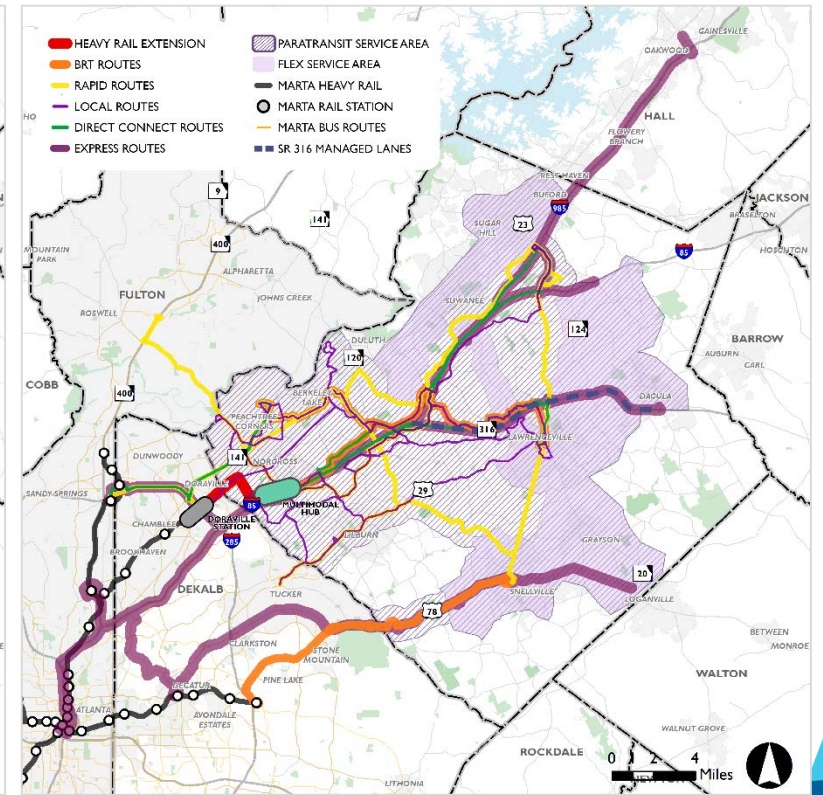 HEAVY RAIL EXTENSION
BRT ROUTES
RAPID ROUTES
LOCAL ROUTES
DIRECT CONNECT ROUTES
EXPRESS ROUTES
PARATRANSIT SERVICE AREA
FLEX SERVICE AREA
MARTA HEAVY RAIL
MARTA RAIL STATION
MARTA BUS ROUTES
SR 316 MANAGED LANES
GAINESVILLE
OAKWOOD
HALL
FLOWERY
BRANCH
REST HAVEN
BUFORD
985
JACKSON
BRASELTON
HOSCHTON
9
141
400
23
SUGAR
HILL
85
MOUNTAIN
PARK
ALPHARETTA
FULTON
JOHNS CREEK
ROSWELL
SUWANEE
124
BARROW
AUBURN
CARL
DULUTH
120
COBB
400
BERKELEY
LAKE
PEACHTREE
CORNERS
DACULA
316
LAWRENCEVILLE
DUNWOODY
141
NORCROSS
SANDY SPRINGS
DORAVILLE
29
85
MULTIMODAL
HUB
DORAVILLE
STATION
CHAMBLEE
285
BROOKHAVEN
LILBURN
GRAYSON
20
TUCKER
DEKALB
SNELLVILLE
LOGANVILLE
78
BETWEEN
MONROE
CLARKSTON
STONE
MOUNTAIN
PINE LAKE
WALTON
DECATUR
ATLANTA
AVONDALE
ESTATES
WALNUT GROVE
ROCKDALE
LITHONIA
0 2 4
Miles